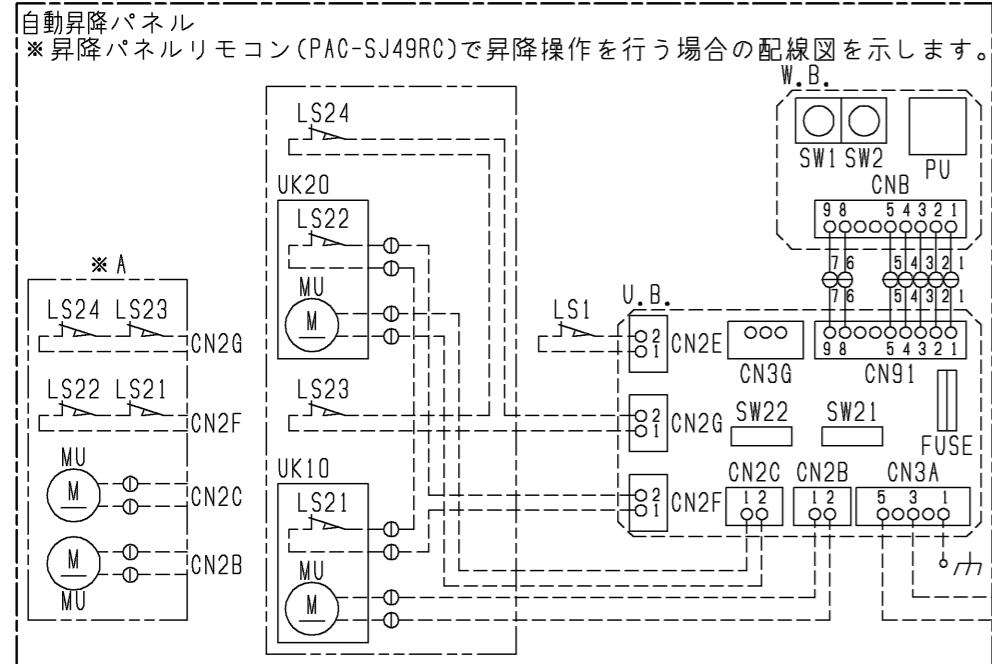 自動昇降パネル
※昇降パネルリモコン(PAC-SJ49RC)で昇降操作を行う場合の配線図を示します。
W.B.
SW1 SW2 PU
CNB
9 8 5 4 3 2 1
7 6 5 4 3 2 1
7 6 5 4 3 2 1
9 8 5 4 3 2 1
CN91
U.B.
LS1
2
1
CN2E
CN3G
FUSE
2
1
CN2G
SW22 SW21
2
1
CN2F
CN2C CN2B CN3A
1 2 1 2 5 3 1
LS24
UK20
LS22
MU
M
LS23
UK10
LS21
MU
M
※A
LS24 LS23
CN2G
LS22 LS21
CN2F
MU
M
CN2C
M
CN2B
MU